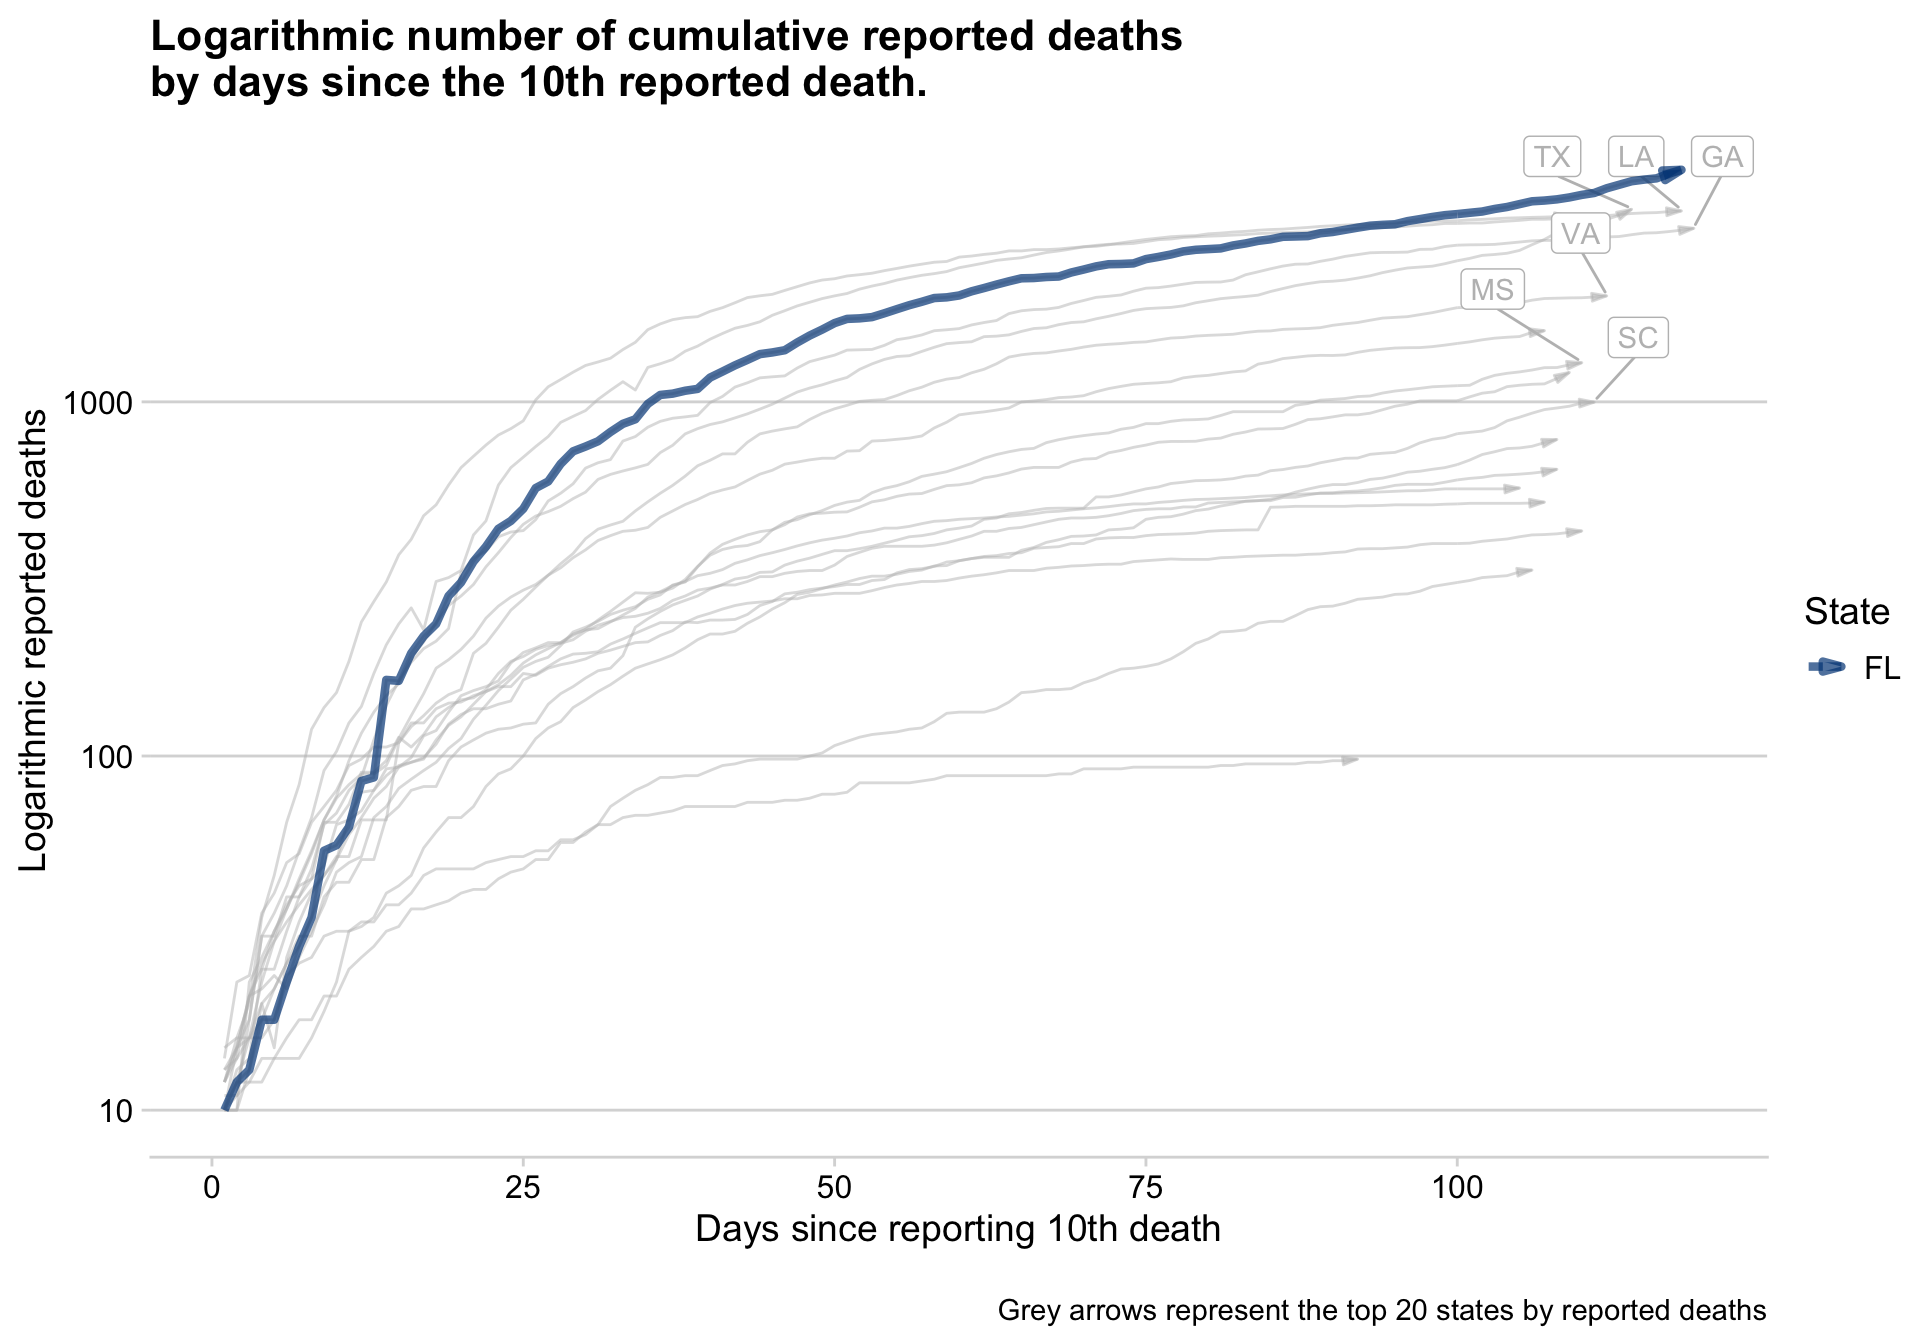 Logarithmic number of cumulative reported deaths
by days since the 10th reported death.
TX
LA
GA
VA
MS
SC
1000
100
10
Logarithmic reported deaths
State
FL
0
25
50
75
100
Days since reporting 10th death
Grey arrows represent the top 20 states by reported deaths